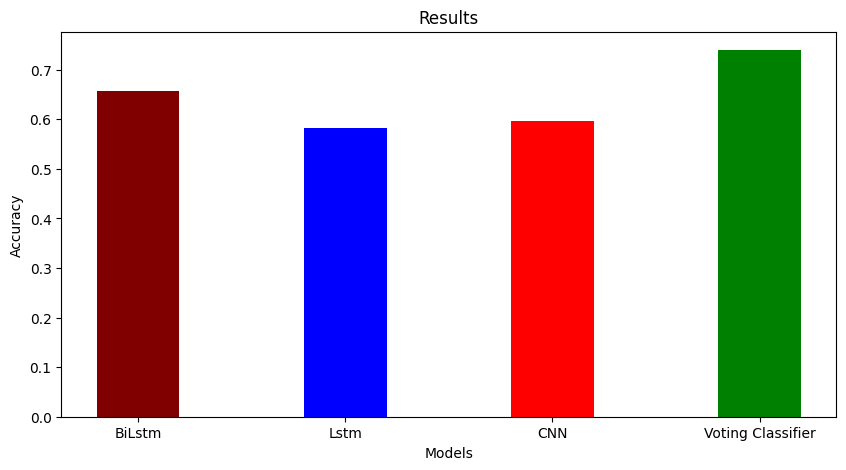 Results
Accuracy
0.7
0.6
0.5
0.4
0.3
0.2
0.1
0.0
BiLstm
Lstm
CNN
Voting Classifier
Models